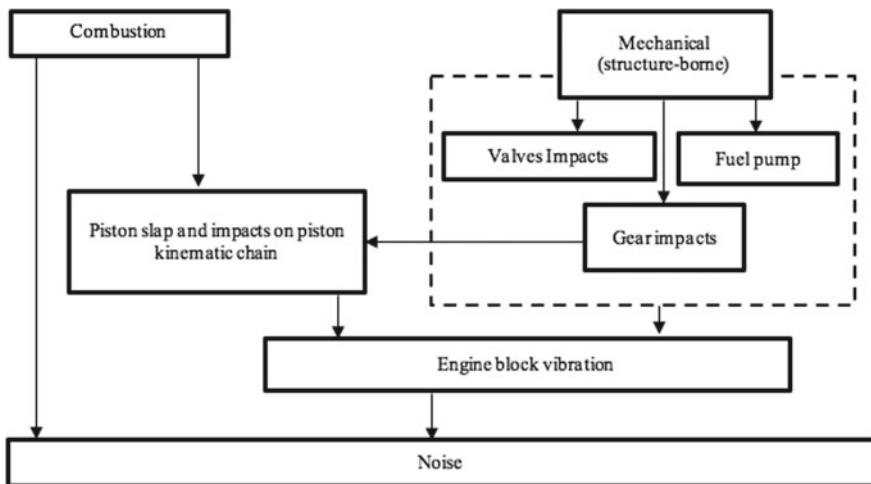 Combustion
Mechanical
(structure-borne)
Valves Impacts
Fuel pump
Piston slap and impacts on piston
kinematic chain
Gear impacts
Engine block vibration
Noise